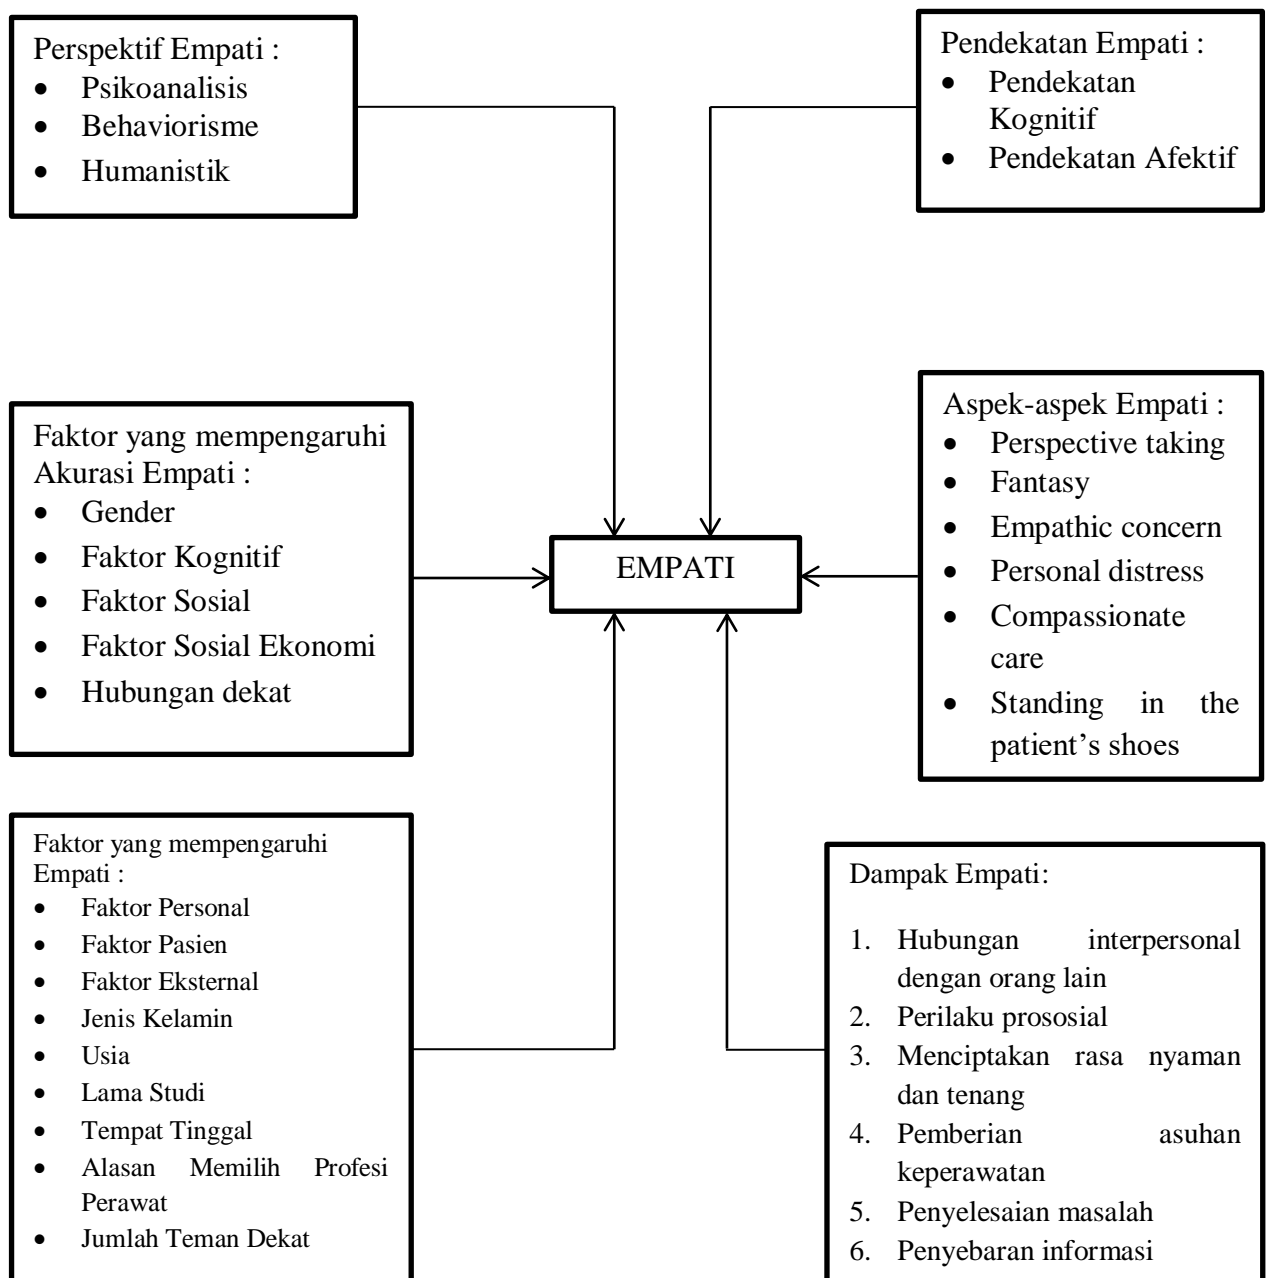 Perspektif Empati :
• Psikoanalisis
• Behaviorisme
• Humanistik
Pendekatan Empati :
• Pendekatan
Kognitif
• Pendekatan Afektif
Faktor yang mempengaruhi
Akurasi Empati :
• Gender
• Faktor Kognitif
• Faktor Sosial
• Faktor Sosial Ekonomi
• Hubungan dekat
EMPATI
Aspek-aspek Empati :
• Perspective taking
• Fantasy
• Empathic concern
• Personal distress
• Compassionate
care
• Standing in the
patient’s shoes
Faktor yang mempengaruhi
Empati :
• Faktor Personal
• Faktor Pasien
• Faktor Eksternal
• Jenis Kelamin
• Usia
• Lama Studi
• Tempat Tinggal
• Alasan Memilih Profesi
Perawat
• Jumlah Teman Dekat
Dampak Empati:
1. Hubungan interpersonal
dengan orang lain
2. Perilaku prososial
3. Menciptakan rasa nyaman
dan tenang
4. Pemberian asuhan
keperawatan
5. Penyelesaian masalah
6. Penyebaran informasi